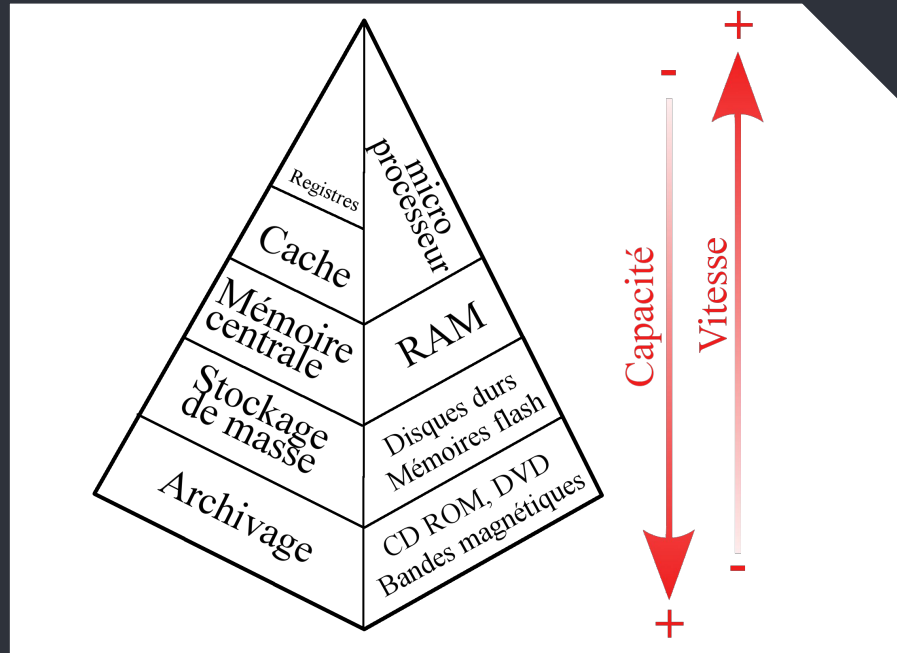 Registres
Cache
Mémoire
centrale
Stockage
de masse
Archivage
micro
processeur
RAM
Disques durs
Mémoires flash
CD ROM, DVD
Bandes magnétiques
-
Capacité
+
+
Vitesse
-